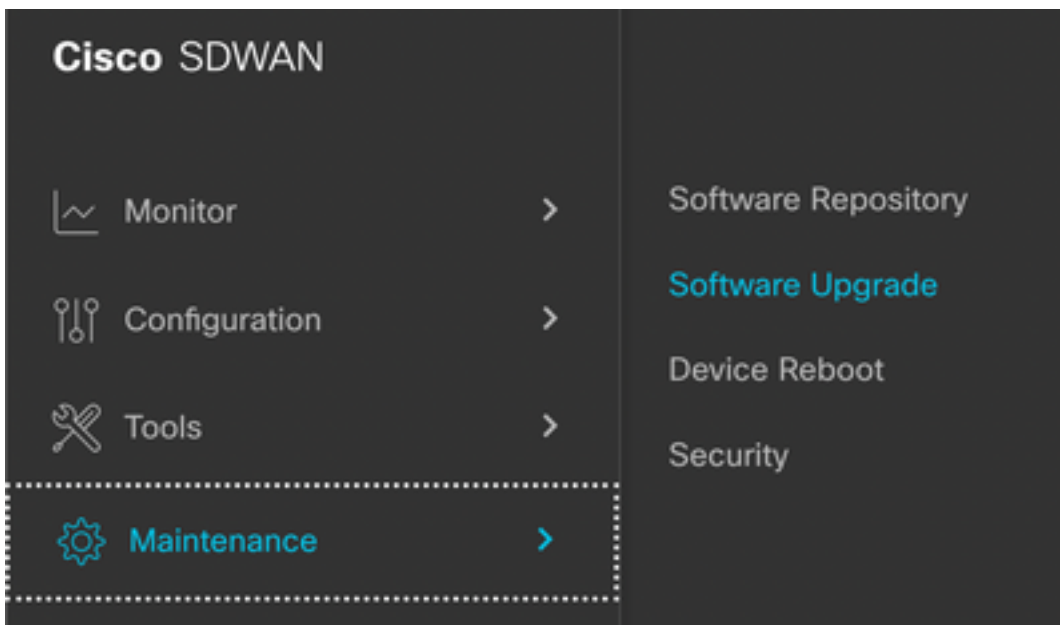 Cisco SDWAN
Monitor
Configuration
Tools
Maintenance
Software Repository
Software Upgrade
Device Reboot
Security